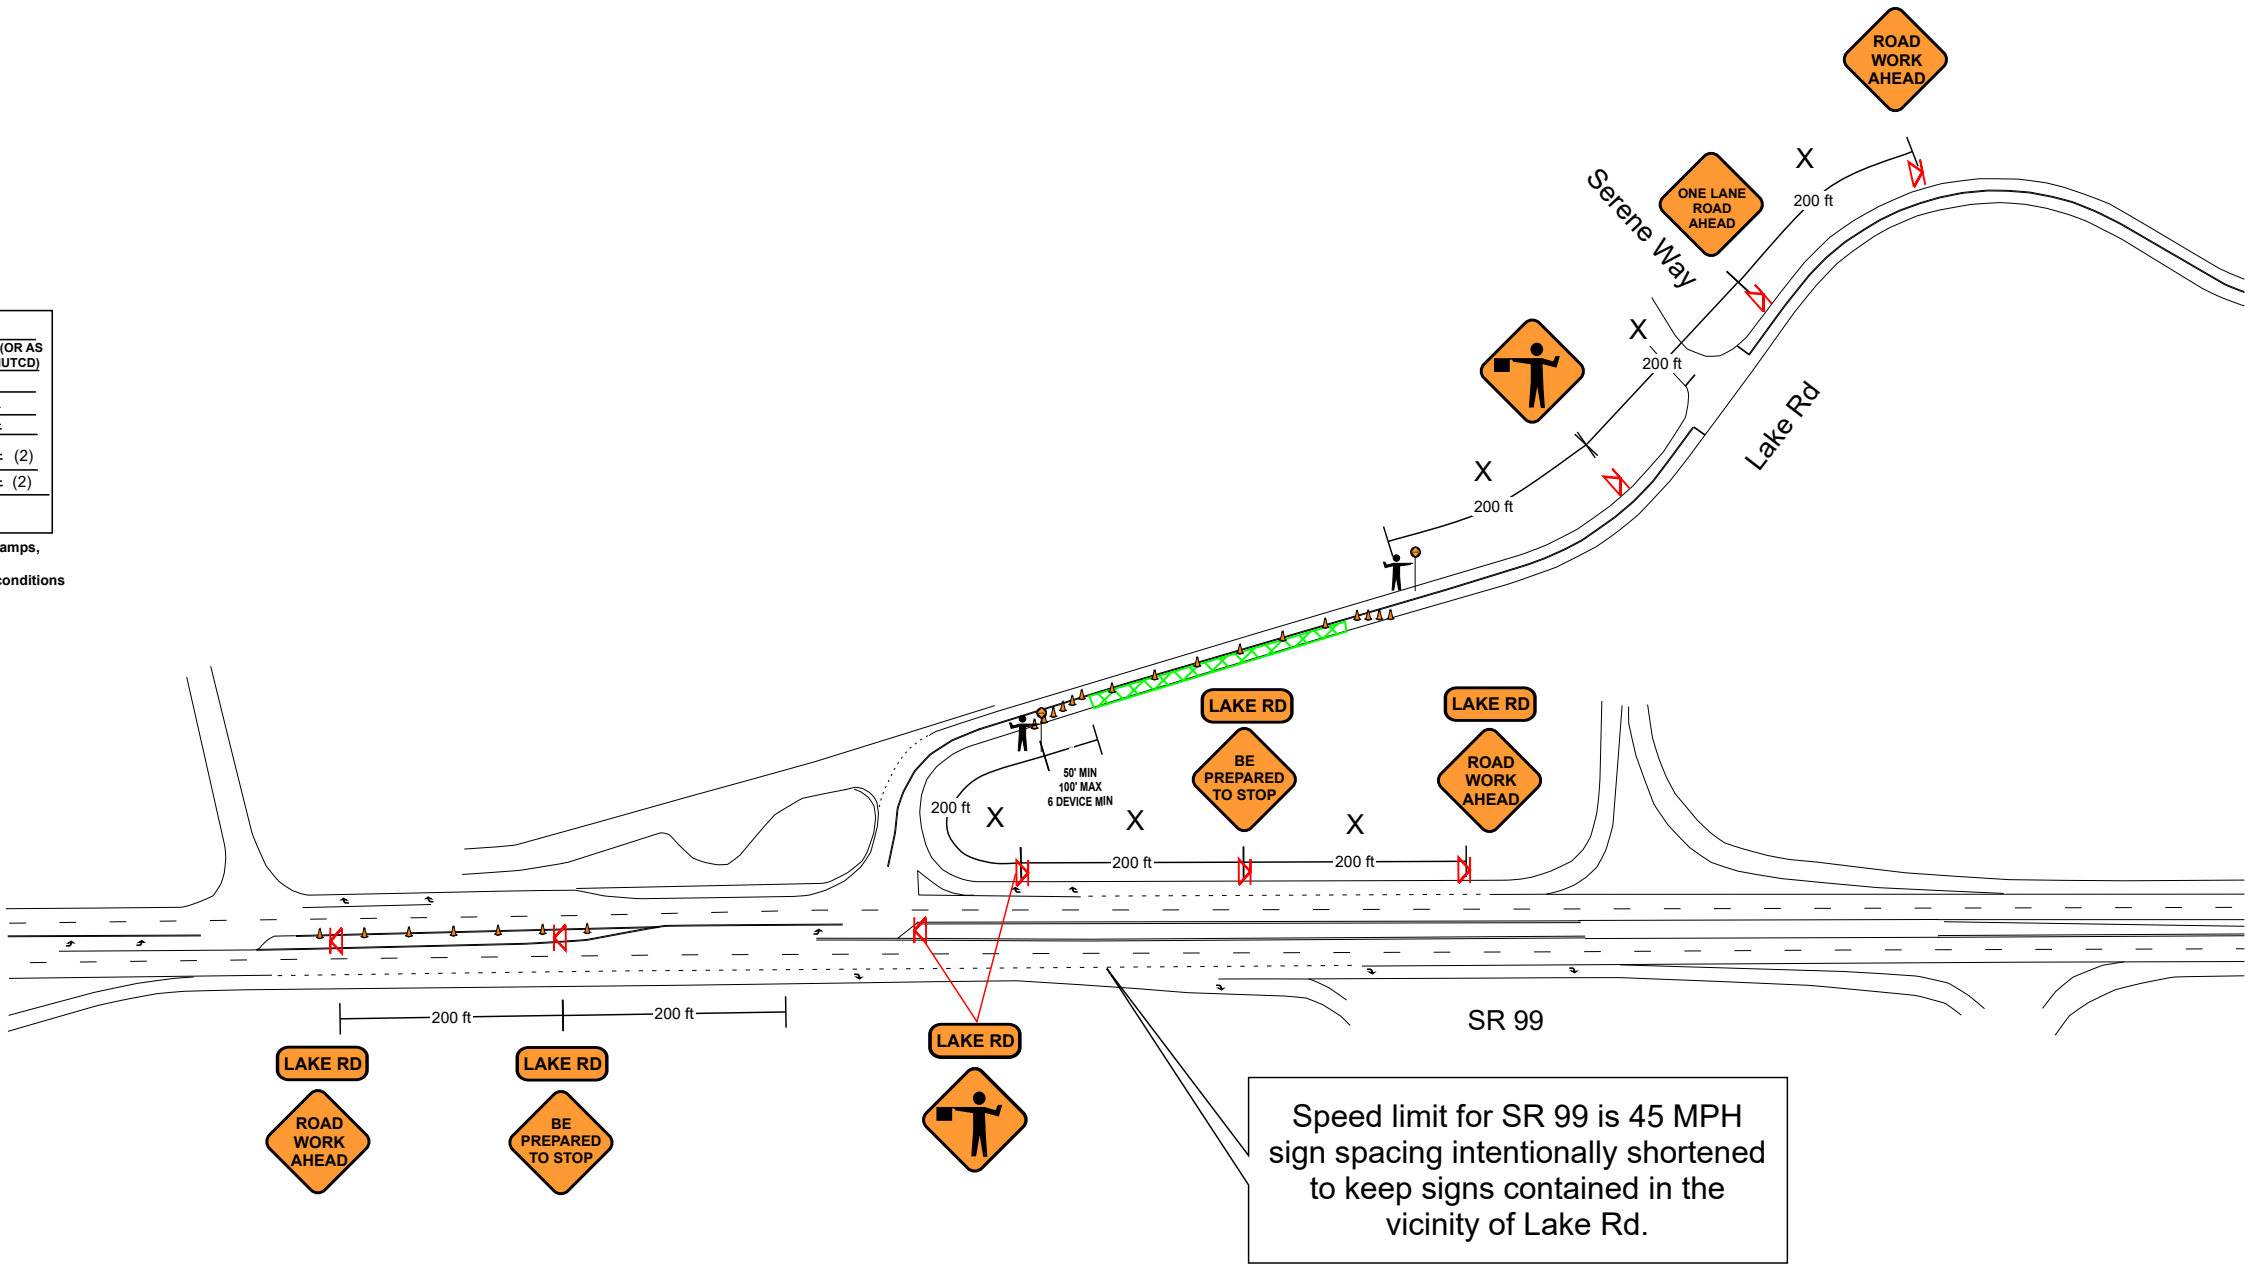 ROAD
WORK
AHEAD
X
200 ft
ONE LANE
ROAD
AHEAD
Serene Way
X
200 ft
Lake Rd
X
200 ft
(OR AS
(2)
(2)
conditions
LAKE RD
BE
PREPARED
TO STOP
LAKE RD
ROAD
WORK
AHEAD
50' MIN
100' MAX
6 DEVICE MIN
200 ft
X
X
X
200 ft
200 ft
200 ft
200 ft
SR 99
LAKE RD
ROAD
WORK
AHEAD
LAKE RD
BE
PREPARED
TO STOP
LAKE RD
Speed limit for SR 99 is 45 MPH
sign spacing intentionally shortened
to keep signs contained in the
vicinity of Lake Rd.